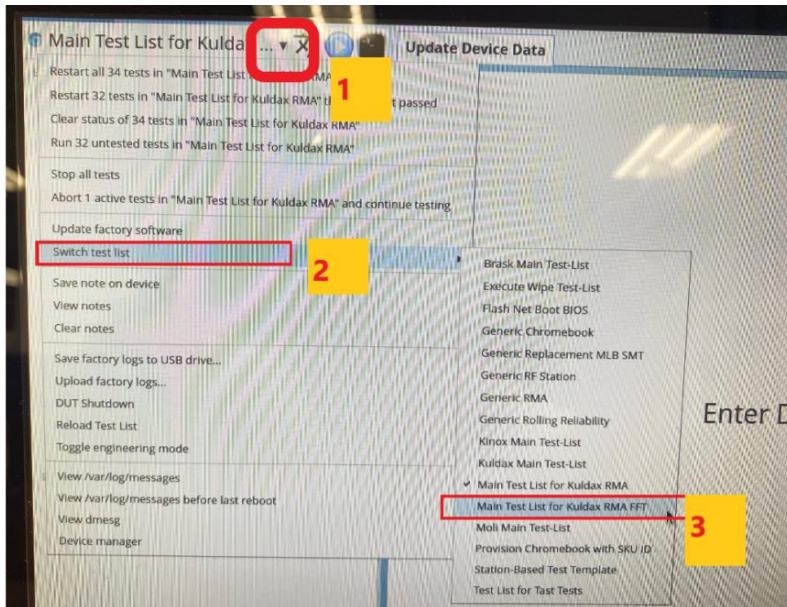 Main Test List for Kulda ... ▼
Update Device Data
Restart all 34 tests in "Main Test List RMA
Restart 32 tests in "Main Test List for Kuldax RMA" t passed
Clear status of 34 tests in "Main Test List for Kuldax RMA"
Run 32 untested tests in "Main Test List for Kuldax RMA"
Stop all tests
Abort 1 active tests in "Main Test List for Kuldax RMA" and continue testing
Update factory software
Switch test list
Save note on device
View notes
Clear notes
Save factory logs to USB drive...
Upload factory logs...
DUT Shutdown
Reload Test List
Toggle engineering mode
View /var/log/messages
View /var/log/messages before last reboot
View dmesg
Device manager
Brask Main Test-List
Execute Wipe Test-List
Flash Net Boot BIOS
Generic Chromebook
Generic Replacement MLB SMT
Generic RF Station
Generic RMA
Generic Rolling Reliability
Kinox Main Test-List
Kuldax Main Test-List
✔ Main Test List for Kuldax RMA
Main Test List for Kuldax RMA FFT
Moli Main Test-List
Provision Chromebook with SKU ID
Station-Based Test Template
Test List for Tast Tests
Enter D
1
2
3